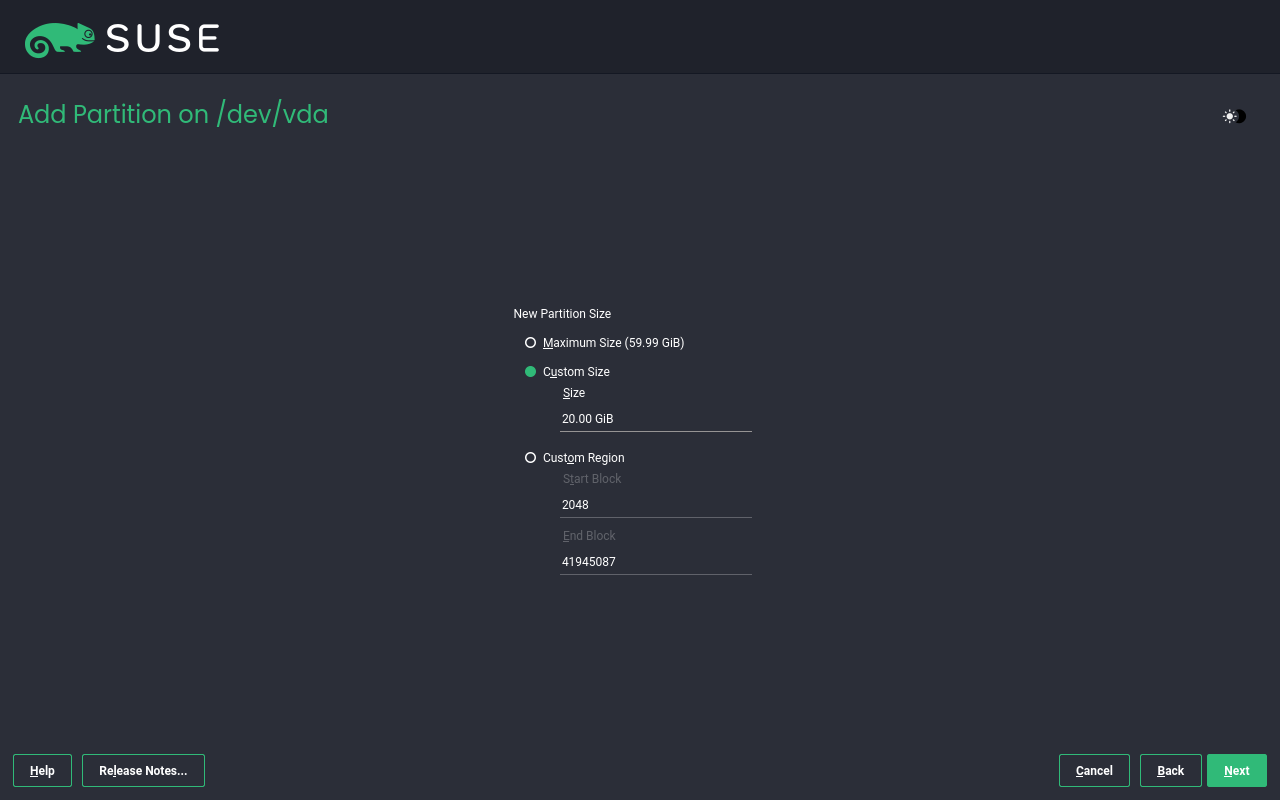 SUSE
Add Partition on /dev/vda
New Partition Size
Maximum Size (59.99 GiB)
Custom Size
Size
20.00 GiB
Custom Region
Start Block
2048
End Block
41945087
Help
Release Notes...
Cancel
Back
Next